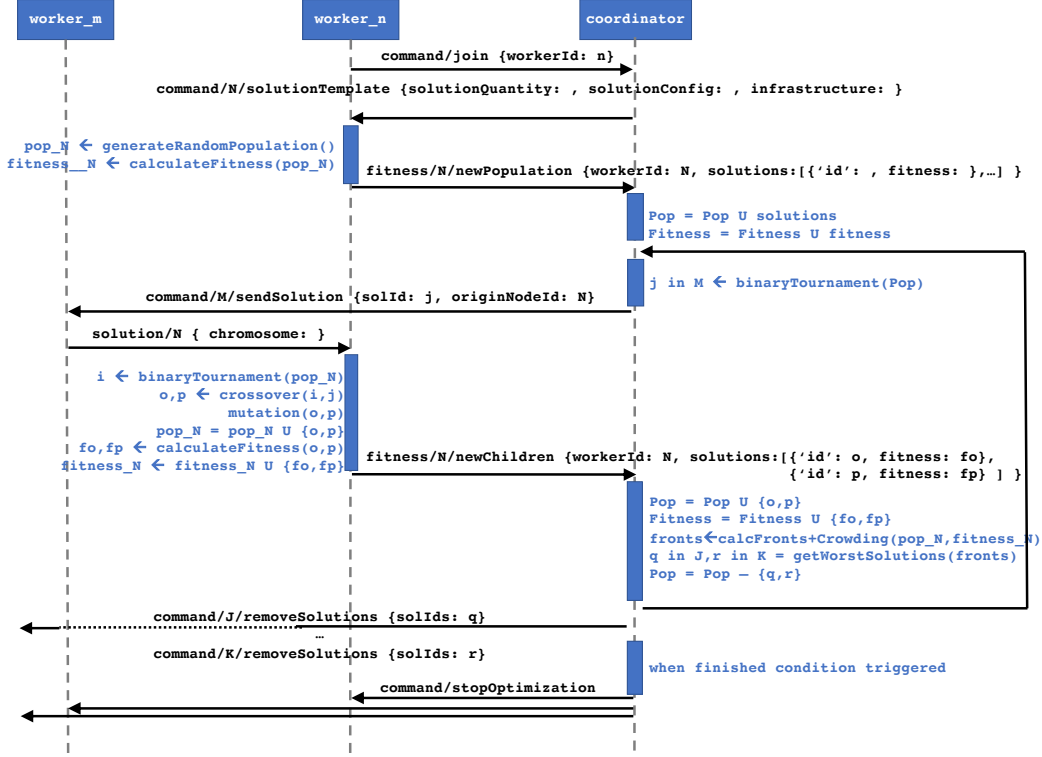 worker_m
worker_n
coordinator
command/join {workerId: n}
command/N/solutionTemplate {solutionQuantity: , solutionConfig: , infrastructure: }
pop_N ← generateRandomPopulation()
fitness__N ← calculateFitness(pop_N)
fitness/N/newPopulation {workerId: N, solutions:[{‘id’: , fitness: },…] }
Pop = Pop U solutions
Fitness = Fitness U fitness
j in M ← binaryTournament(Pop)
command/M/sendSolution {solId: j, originNodeId: N}
solution/N { chromosome: }
i ← binaryTournament(pop_N)
o,p ← crossover(i,j)
mutation(o,p)
pop_N = pop_N U {o,p}
fo,fp ← calculateFitness(o,p)
fitness_N ← fitness_N U {fo,fp}
fitness/N/newChildren {workerId: N, solutions:[{‘id’: o, fitness: fo},
{‘id’: p, fitness: fp} ] }
Pop = Pop U {o,p}
Fitness = Fitness U {fo,fp}
fronts←calcFronts+Crowding(pop_N,fitness_N)
q in J,r in K = getWorstSolutions(fronts)
Pop = Pop – {q,r}
command/J/removeSolutions {solIds: q}
…
command/K/removeSolutions {solIds: r}
when finished condition triggered
command/stopOptimization